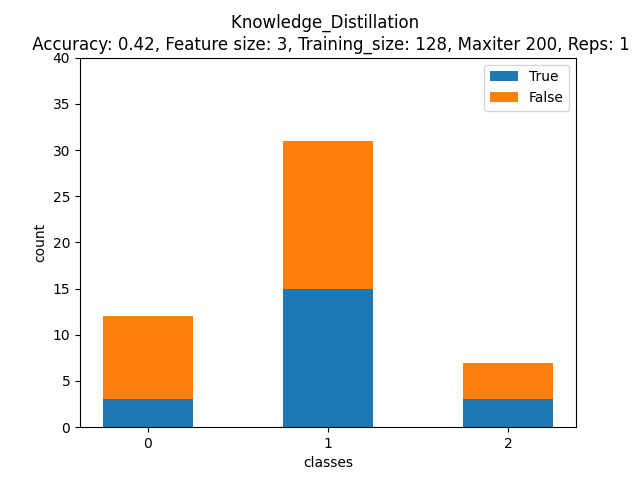 Knowledge_Distillation
Accuracy: 0.42, Feature size: 3, Training_size: 128, Maxiter 200, Reps: 1
40
35
30
25
20
15
10
5
0
count
True
False
0 1 2
classes